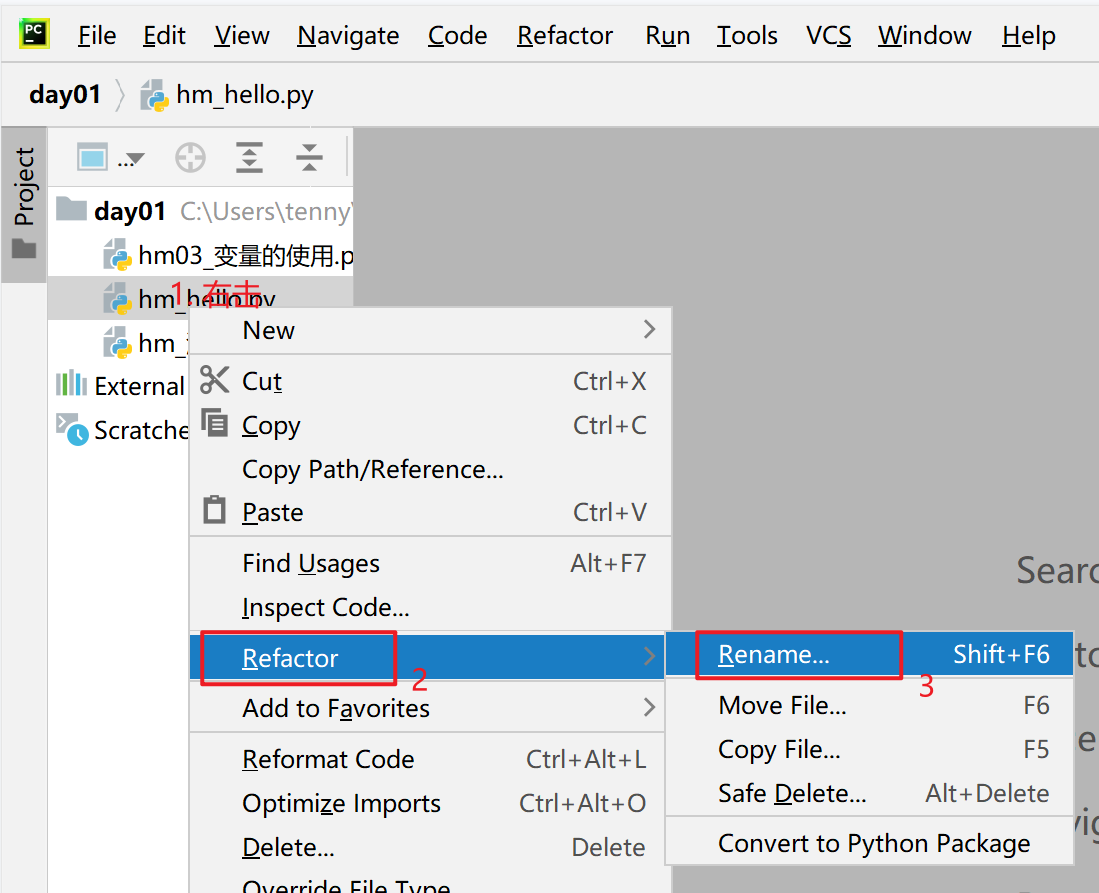 PC
File Edit View Navigate Code Refactor Run Tools VCS Window Help
day01 hm_hello.py
Project
...
day01 C:\Users\tenny\
hm03_变量的使用.p
hm_hello.py
1. 右击
hm_
External
Scratche
New
Cut Ctrl+X
Copy Ctrl+C
Copy Path/Reference...
Paste Ctrl+V
Find Usages Alt+F7
Inspect Code...
Refactor
2
Add to Favorites
Reformat Code Ctrl+Alt+L
Optimize Imports Ctrl+Alt+O
Delete... Delete
Override File Type
Rename... Shift+F6
3
Move File... F6
Copy File... F5
Safe Delete... Alt+Delete
Convert to Python Package
Searc
to
e